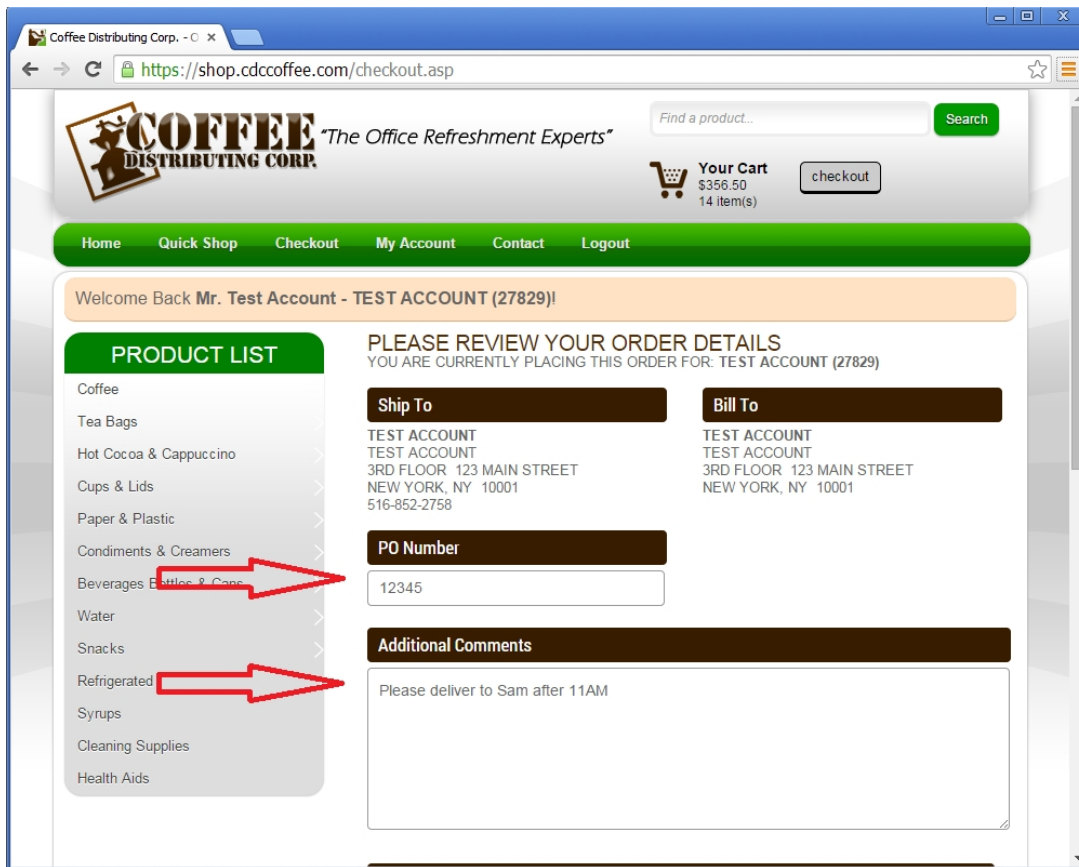 Coffee Distributing Corp. - O
https://shop.cdccoffee.com/checkout.asp
COFFEE
DISTRIBUTING CORP.
"The Office Refreshment Experts"
Find a product...
Search
Your Cart
$356.50
14 item(s)
checkout
Home Quick Shop Checkout My Account Contact Logout
Welcome Back Mr. Test Account - TEST ACCOUNT (27829)!
PRODUCT LIST
Coffee
Tea Bags
Hot Cocoa & Cappuccino
Cups & Lids
Paper & Plastic
Condiments & Creamers
Beverages Bottles & Cans
Water
Snacks
Refrigerated
Syrups
Cleaning Supplies
Health Aids
PLEASE REVIEW YOUR ORDER DETAILS
YOU ARE CURRENTLY PLACING THIS ORDER FOR: TEST ACCOUNT (27829)
Ship To
TEST ACCOUNT
TEST ACCOUNT
3RD FLOOR 123 MAIN STREET
NEW YORK, NY 10001
516-852-2758
Bill To
TEST ACCOUNT
TEST ACCOUNT
3RD FLOOR 123 MAIN STREET
NEW YORK, NY 10001
PO Number
12345
Additional Comments
Please deliver to Sam after 11AM